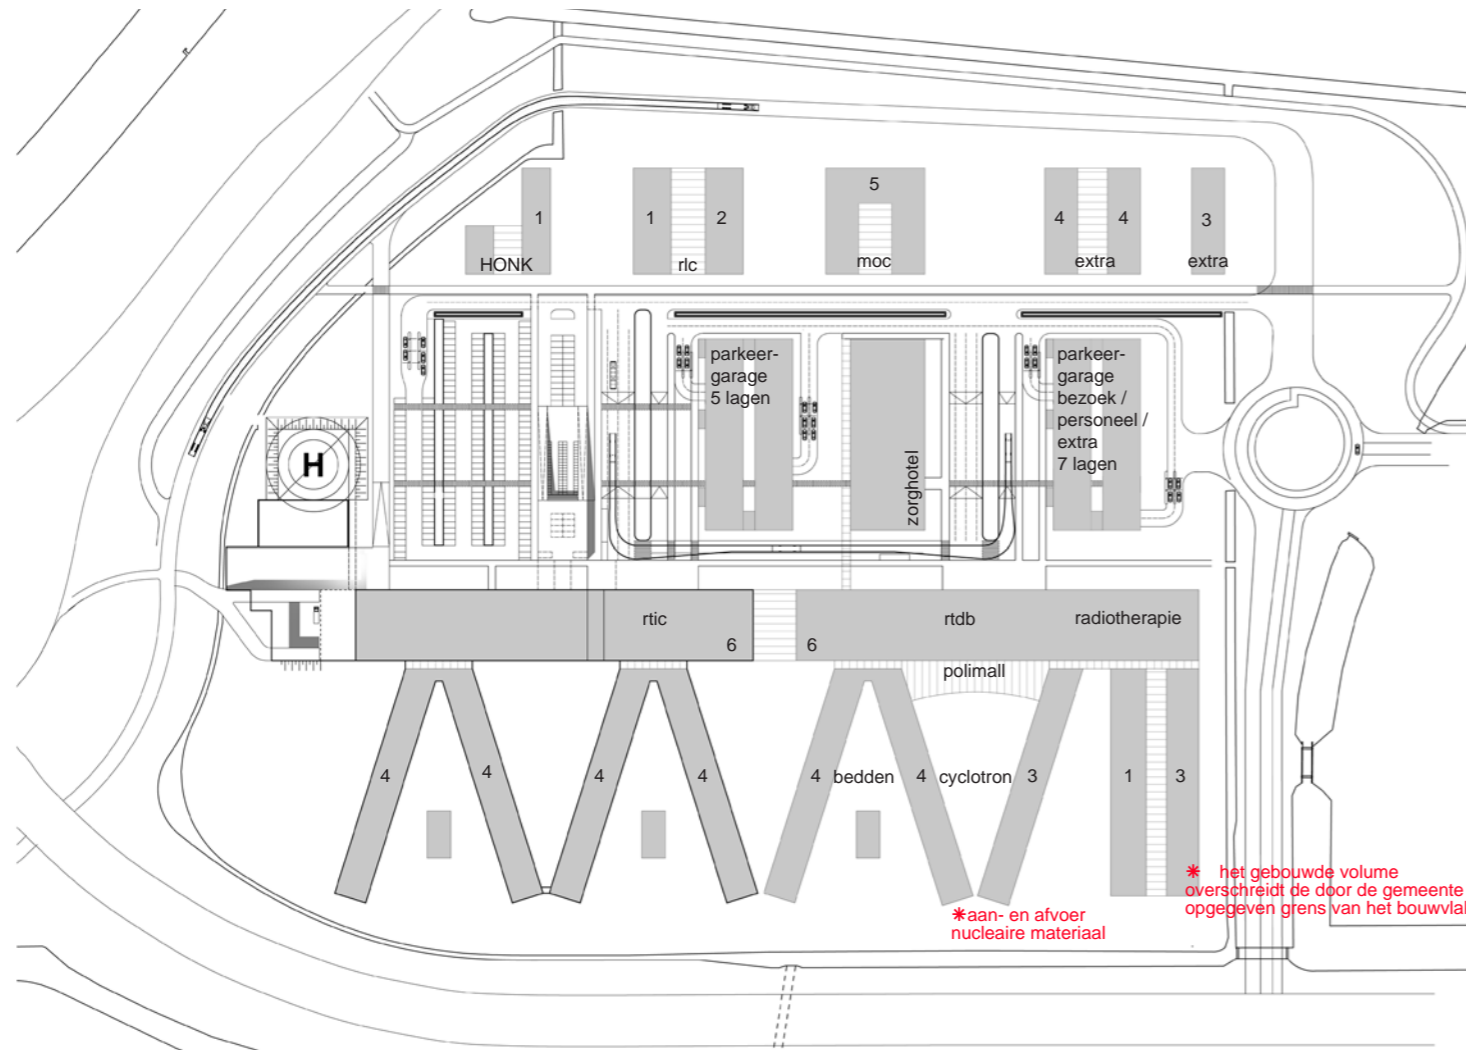 5
1
1
2
4
4
3
HONK
rlc
moc
extra
extra
parkeer-
garage
5 lagen
zorghotel
parkeer-
garage
bezoek /
personeel /
extra
7 lagen
H
rtic
6
6
rtdb
radiotherapie
polimall
4
4
4
4
4
bedden
4
cyclotron
3
1
3
* het gebouwde volume
overschreidt de door de gemeente
opgegeven grens van het bouwvlak
*aan- en afvoer
nucleaire materiaal